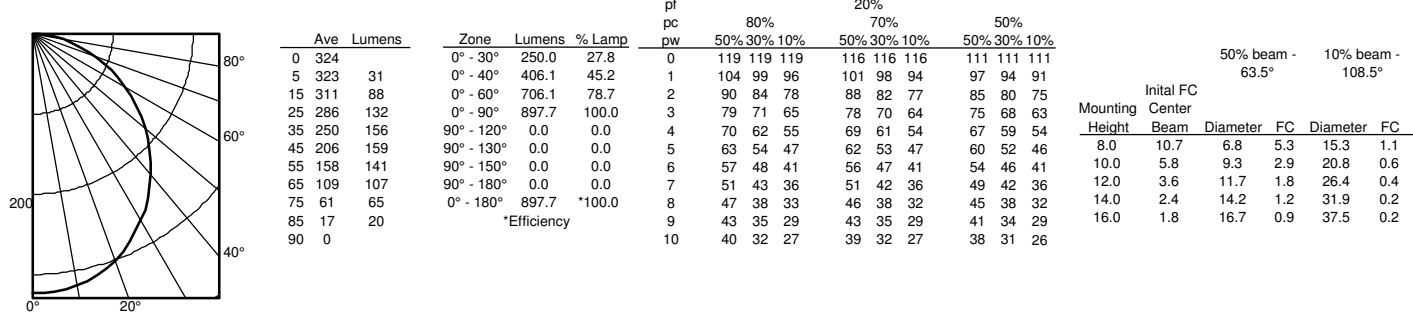 80°
60°
200
40°
0° 20°
Ave Lumens
0 324
5 323 31
15 311 88
25 286 132
35 250 156
45 206 159
55 158 141
65 109 107
75 61 65
85 17 20
90 0
Zone Lumens % Lamp
0° - 30° 250.0 27.8
0° - 40° 406.1 45.2
0° - 60° 706.1 78.7
0° - 90° 897.7 100.0
90° - 120° 0.0 0.0
90° - 130° 0.0 0.0
90° - 150° 0.0 0.0
90° - 180° 0.0 0.0
0° - 180° 897.7 *100.0
*Efficiency
pf 20%
pc 80% 70% 50%
pw 50% 30% 10% 50% 30% 10% 50% 30% 10%
0 119 119 119 116 116 116 111 111 111
1 104 99 96 101 98 94 97 94 91
2 90 84 78 88 82 77 85 80 75
3 79 71 65 78 70 64 75 68 63
4 70 62 55 69 61 54 67 59 54
5 63 54 47 62 53 47 60 52 46
6 57 48 41 56 47 41 54 46 41
7 51 43 36 51 42 36 49 42 36
8 47 38 33 46 38 32 45 38 32
9 43 35 29 43 35 29 41 34 29
10 40 32 27 39 32 27 38 31 26
50% beam - 10% beam -
63.5° 108.5°
Inital FC
Mounting Center
Height Beam Diameter FC Diameter FC
8.0 10.7 6.8 5.3 15.3 1.1
10.0 5.8 9.3 2.9 20.8 0.6
12.0 3.6 11.7 1.8 26.4 0.4
14.0 2.4 14.2 1.2 31.9 0.2
16.0 1.8 16.7 0.9 37.5 0.2